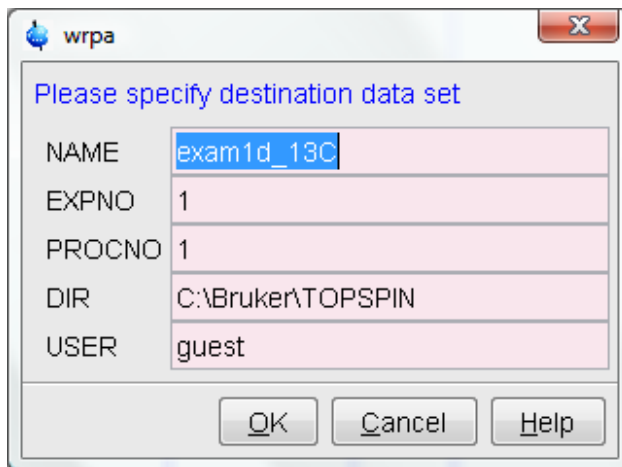 wrpa
Please specify destination data set
NAME exam1d_13C
EXPNO 1
PROCNO 1
DIR C:\Bruker\TOPSPIN
USER guest
OK Cancel Help